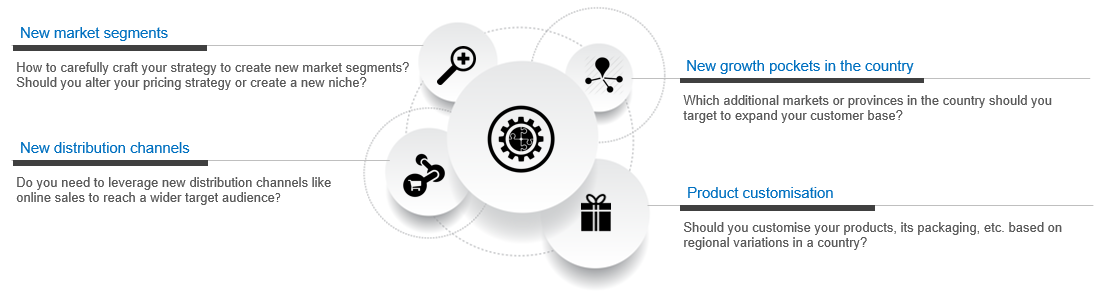 New market segments
How to carefully craft your strategy to create new market segments?
Should you alter your pricing strategy or create a new niche?
New distribution channels
Do you need to leverage new distribution channels like
online sales to reach a wider target audience?
New growth pockets in the country
Which additional markets or provinces in the country should you
target to expand your customer base?
Product customisation
Should you customise your products, its packaging, etc. based on
regional variations in a country?